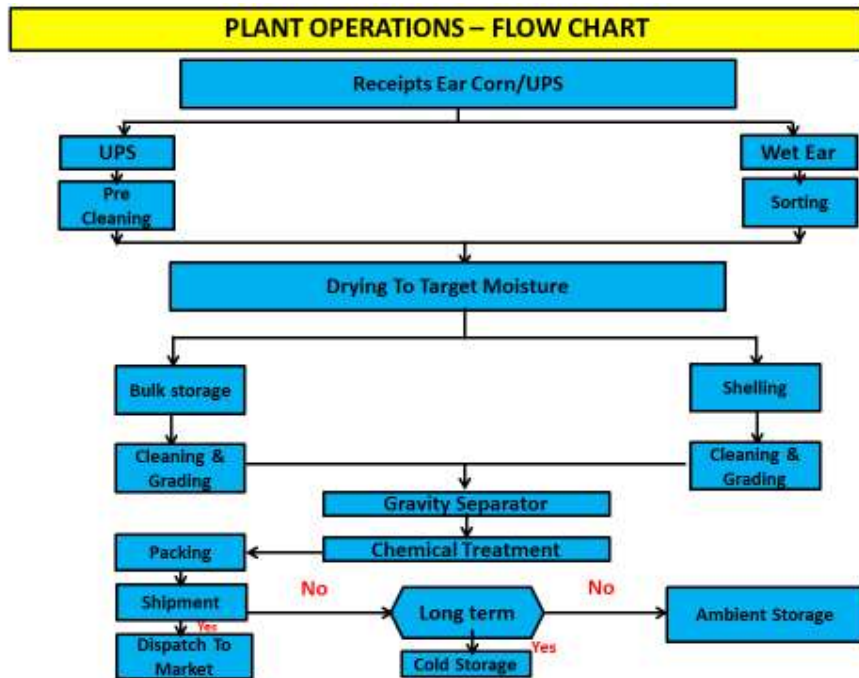 PLANT OPERATIONS – FLOW CHART
Receipts Ear Corn/UPS
UPS
Wet Ear
Pre
Cleaning
Sorting
Drying To Target Moisture
Bulk storage
Shelling
Cleaning &
Grading
Cleaning &
Grading
Gravity Separator
Chemical Treatment
Packing
No
No
Shipment
Long term
Ambient Storage
Yes
Yes
Dispatch To
Market
Cold Storage